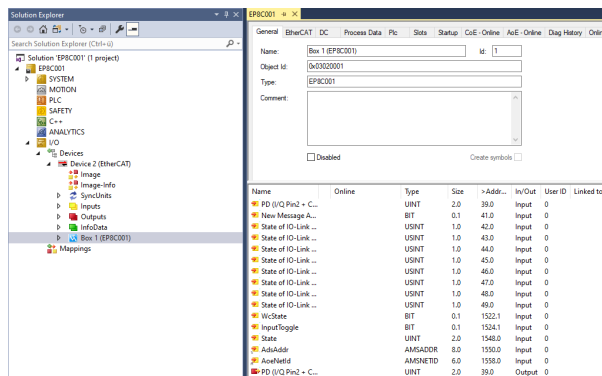 Solution Explorer
Search Solution Explorer (Ctrl+ü)
Solution 'EP8C001' (1 project)
EP8C001
SYSTEM
MOTION
PLC
SAFETY
C++
ANALYTICS
I/O
Devices
Device 2 (EtherCAT)
Image
Image-Info
SyncUnits
Inputs
Outputs
InfoData
Box 1 (EP8C001)
Mappings
EP8C001
General EtherCAT DC Process Data Plc Slots Startup CoE - Online AoE - Online Diag History Onlin
Name: Box 1 (EP8C001) Id: 1
Object Id: 0x03020001
Type: EP8C001
Comment:
Disabled Create symbols
Name Online Type Size >Addr... In/Out User ID Linked to
PD (I/Q Pin2 + C... UINT 2.0 39.0 Input 0
New Message A... BIT 0.1 41.0 Input 0
State of IO-Link ... USINT 1.0 42.0 Input 0
State of IO-Link ... USINT 1.0 43.0 Input 0
State of IO-Link ... USINT 1.0 44.0 Input 0
State of IO-Link ... USINT 1.0 45.0 Input 0
State of IO-Link ... USINT 1.0 46.0 Input 0
State of IO-Link ... USINT 1.0 47.0 Input 0
State of IO-Link ... USINT 1.0 48.0 Input 0
State of IO-Link ... USINT 1.0 49.0 Input 0
WcState BIT 0.1 1522.1 Input 0
InputToggle BIT 0.1 1524.1 Input 0
State UINT 2.0 1548.0 Input 0
AdsAddr AMSADDR 8.0 1550.0 Input 0
AoeNetId AMSNETID 6.0 1558.0 Input 0
PD (I/Q Pin2 + C... UINT 2.0 39.0 Output 0